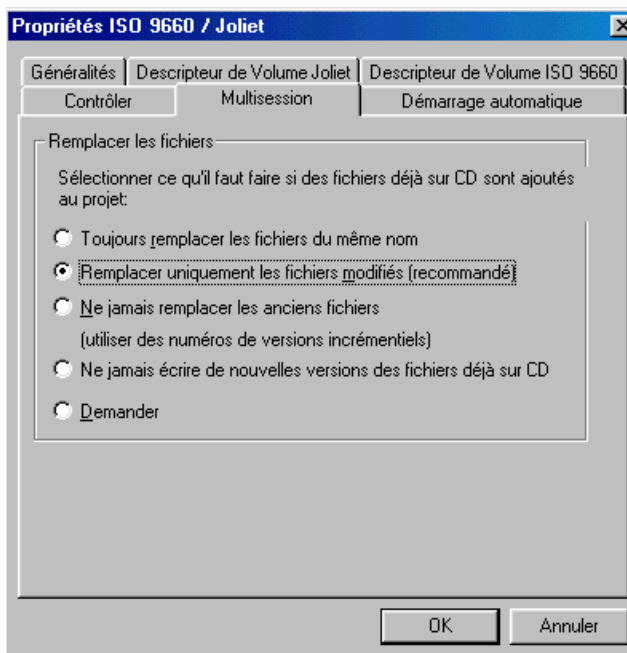 Propriétés ISO 9660 / Joliet
Généralités
Descripteur de Volume Joliet
Descripteur de Volume ISO 9660
Contrôler
Multisession
Démarrage automatique
Remplacer les fichiers
Sélectionner ce qu'il faut faire si des fichiers déjà sur CD sont ajoutés
au projet:
Toujours remplacer les fichiers du même nom
Remplacer uniquement les fichiers modifiés (recommandé)
Ne jamais remplacer les anciens fichiers
(utiliser des numéros de versions incrémentiels)
Ne jamais écrire de nouvelles versions des fichiers déjà sur CD
Demander
OK
Annuler